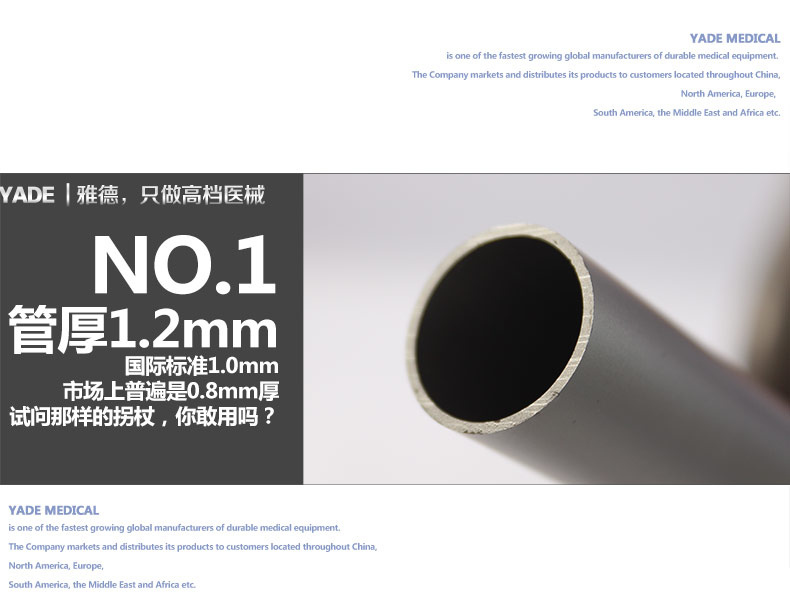 YADE MEDICAL
is one of the fastest growing global manufacturers of durable medical equipment.
The Company markets and distributes its products to customers located throughout China,
North America, Europe,
South America, the Middle East and Africa etc.
YADE | 雅德，只做高档医械
NO.1
管厚1.2mm
国际标准1.0mm
市场上普遍是0.8mm厚
试问那样的拐杖，你敢用吗？
YADE MEDICAL
is one of the fastest growing global manufacturers of durable medical equipment.
The Company markets and distributes its products to customers located throughout China,
North America, Europe,
South America, the Middle East and Africa etc.